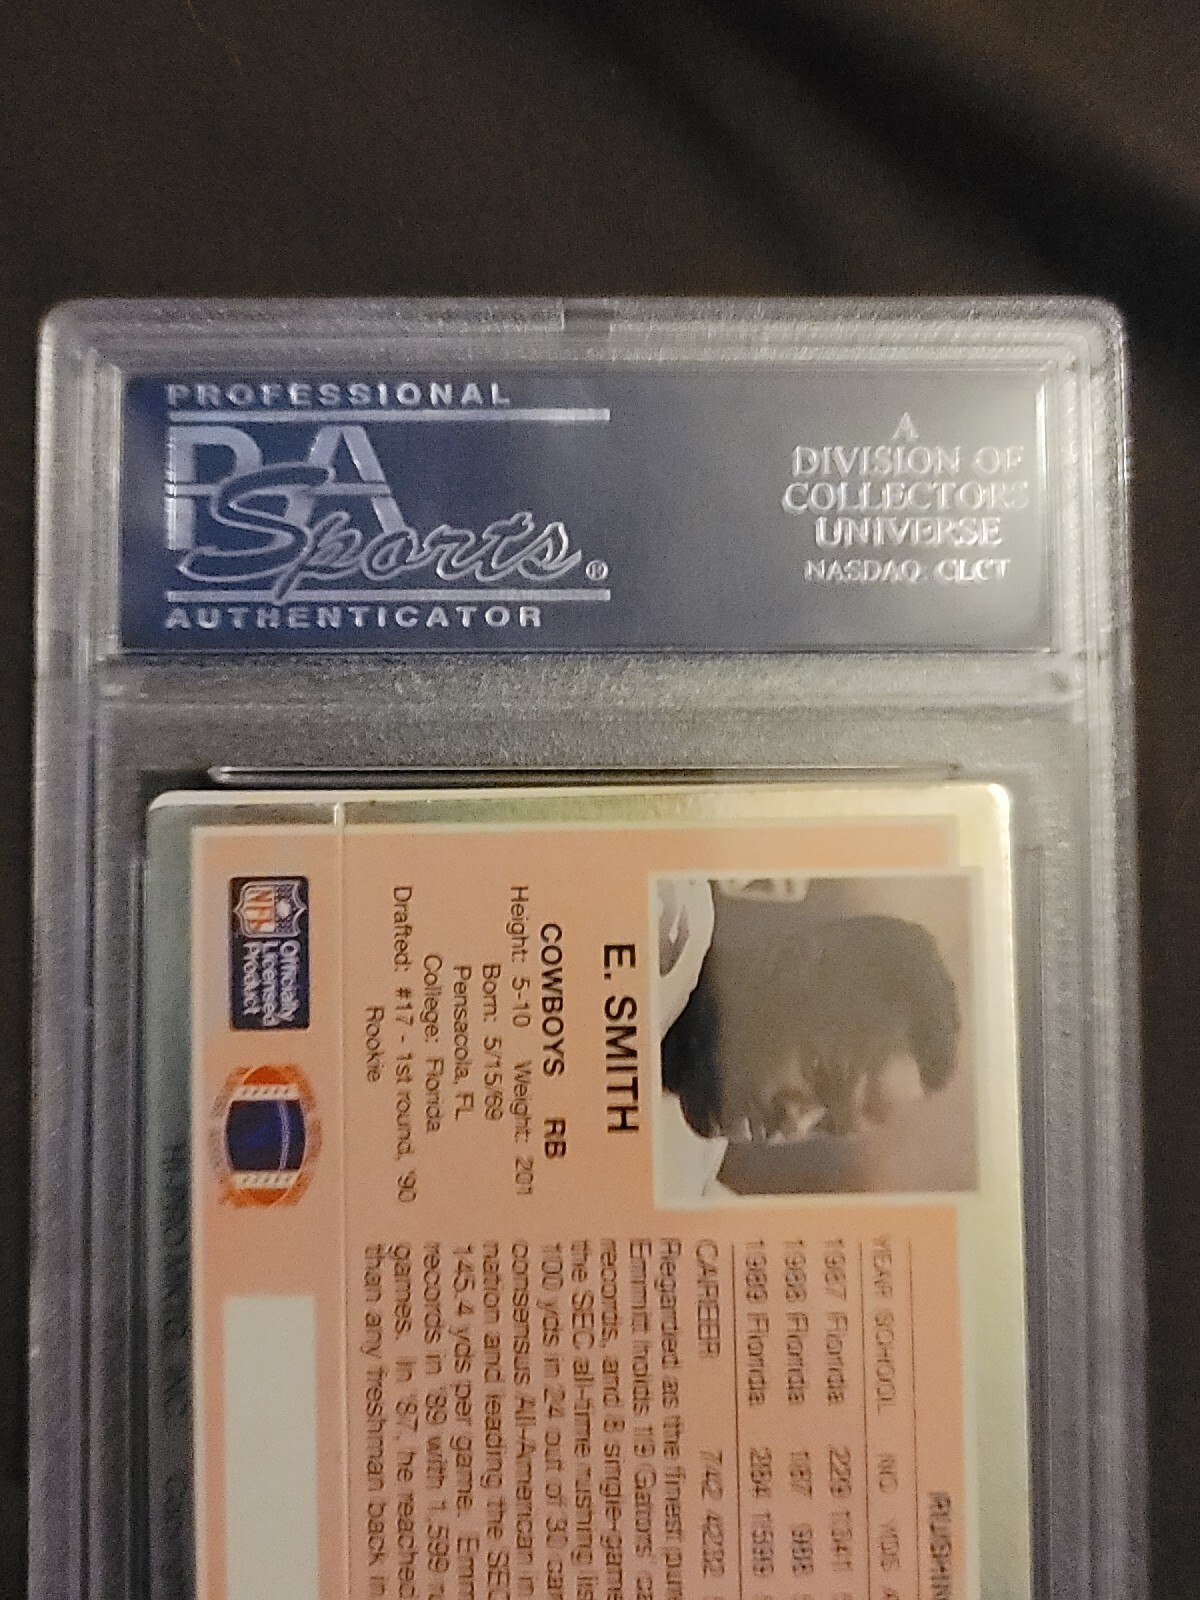 PROFESSIONAL
PSA
Sports®
AUTHENTICATOR
A
DIVISION OF
COLLECTORS
UNIVERSE
NASDAQ: CLCT
E. SMITH
COWBOYS RB
Height: 5-10 Weight: 201
Born: 5/15/69
Pensacola, FL
College: Florida
Drafted: #17 - 1st round, '90
Rookie
NFL
Officially
Licensed
Product
YEAR SCHOOL NO YDS
1987 Florida 229 1341
1988 Florida 187 988
1989 Florida 284 1599
CAREER 742 4232
Regarded as the finest pure
Emmitt holds 19 Gators'
records, and 8 single-game
the SEC all-time rushing
100 yds in 24 out of 30
consensus All-American in
nation and leading the SEC
145.4 yds per game.
records in '89 with 1,599
games. In '87, he reached
than any freshman back in